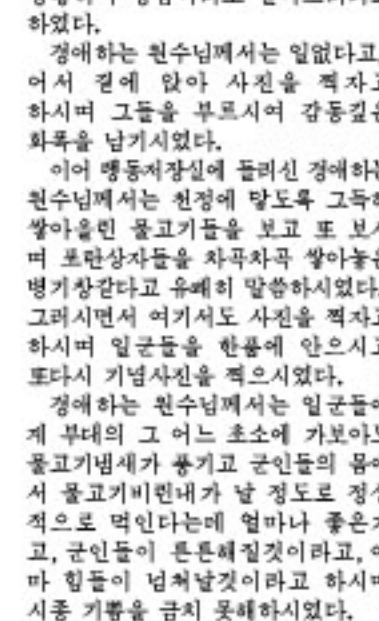 하였다.
경애하는 원수님께서는 일없다고,
어서 곁에 앉아 사진을 찍자고
하시며 그들을 부르시여 감동깊은
화폭을 남기시였다.
이어 랭동저장실에 들리신 경애하는
원수님께서는 천정에 닿도록 그득히
쌓아올린 물고기들을 보고 또 보시
며 포탄상자들을 차곡차곡 쌓아놓은
병기창같다고 유쾌히 말씀하시였다.
그러시면서 여기서도 사진을 찍자고
하시며 일군들을 한품에 안으시고
또다시 기념사진을 찍으시였다.
경애하는 원수님께서는 일군들에
게 부대의 그 어느 초소에 가보아도
물고기냄새가 풍기고 군인들의 몸에
서 물고기비린내가 날 정도로 정상
적으로 먹인다는데 얼마나 좋은가
고, 군인들이 튼튼해질것이라고,
마 힘들이 넘쳐날것이라고 하시며
시종 기쁨을 금치 못해하시였다.